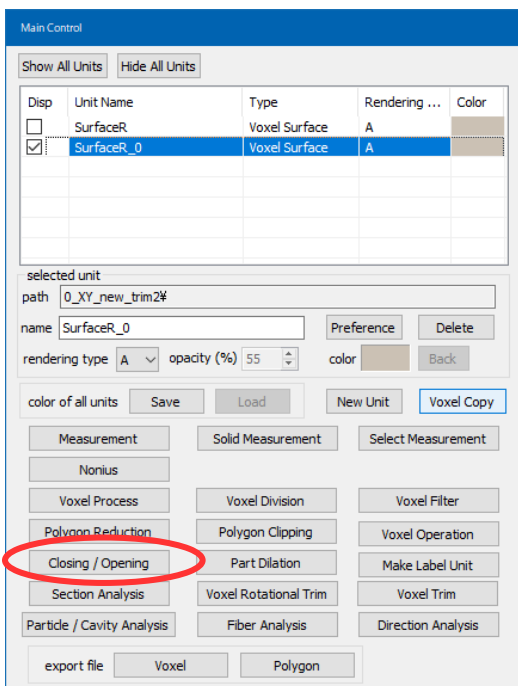 Main Control
Show All Units Hide All Units
Disp Unit Name Type Rendering ... Color
SurfaceR Voxel Surface A
SurfaceR_0 Voxel Surface A
selected unit
path 0_XY_new_trim2¥
name SurfaceR_0 Preference Delete
rendering type A opacity (%) 55 color Back
color of all units Save Load New Unit Voxel Copy
Measurement Solid Measurement Select Measurement
Nonius
Voxel Process Voxel Division Voxel Filter
Polygon Reduction Polygon Clipping Voxel Operation
Closing / Opening Part Dilation Make Label Unit
Section Analysis Voxel Rotational Trim Voxel Trim
Particle / Cavity Analysis Fiber Analysis Direction Analysis
export file Voxel Polygon